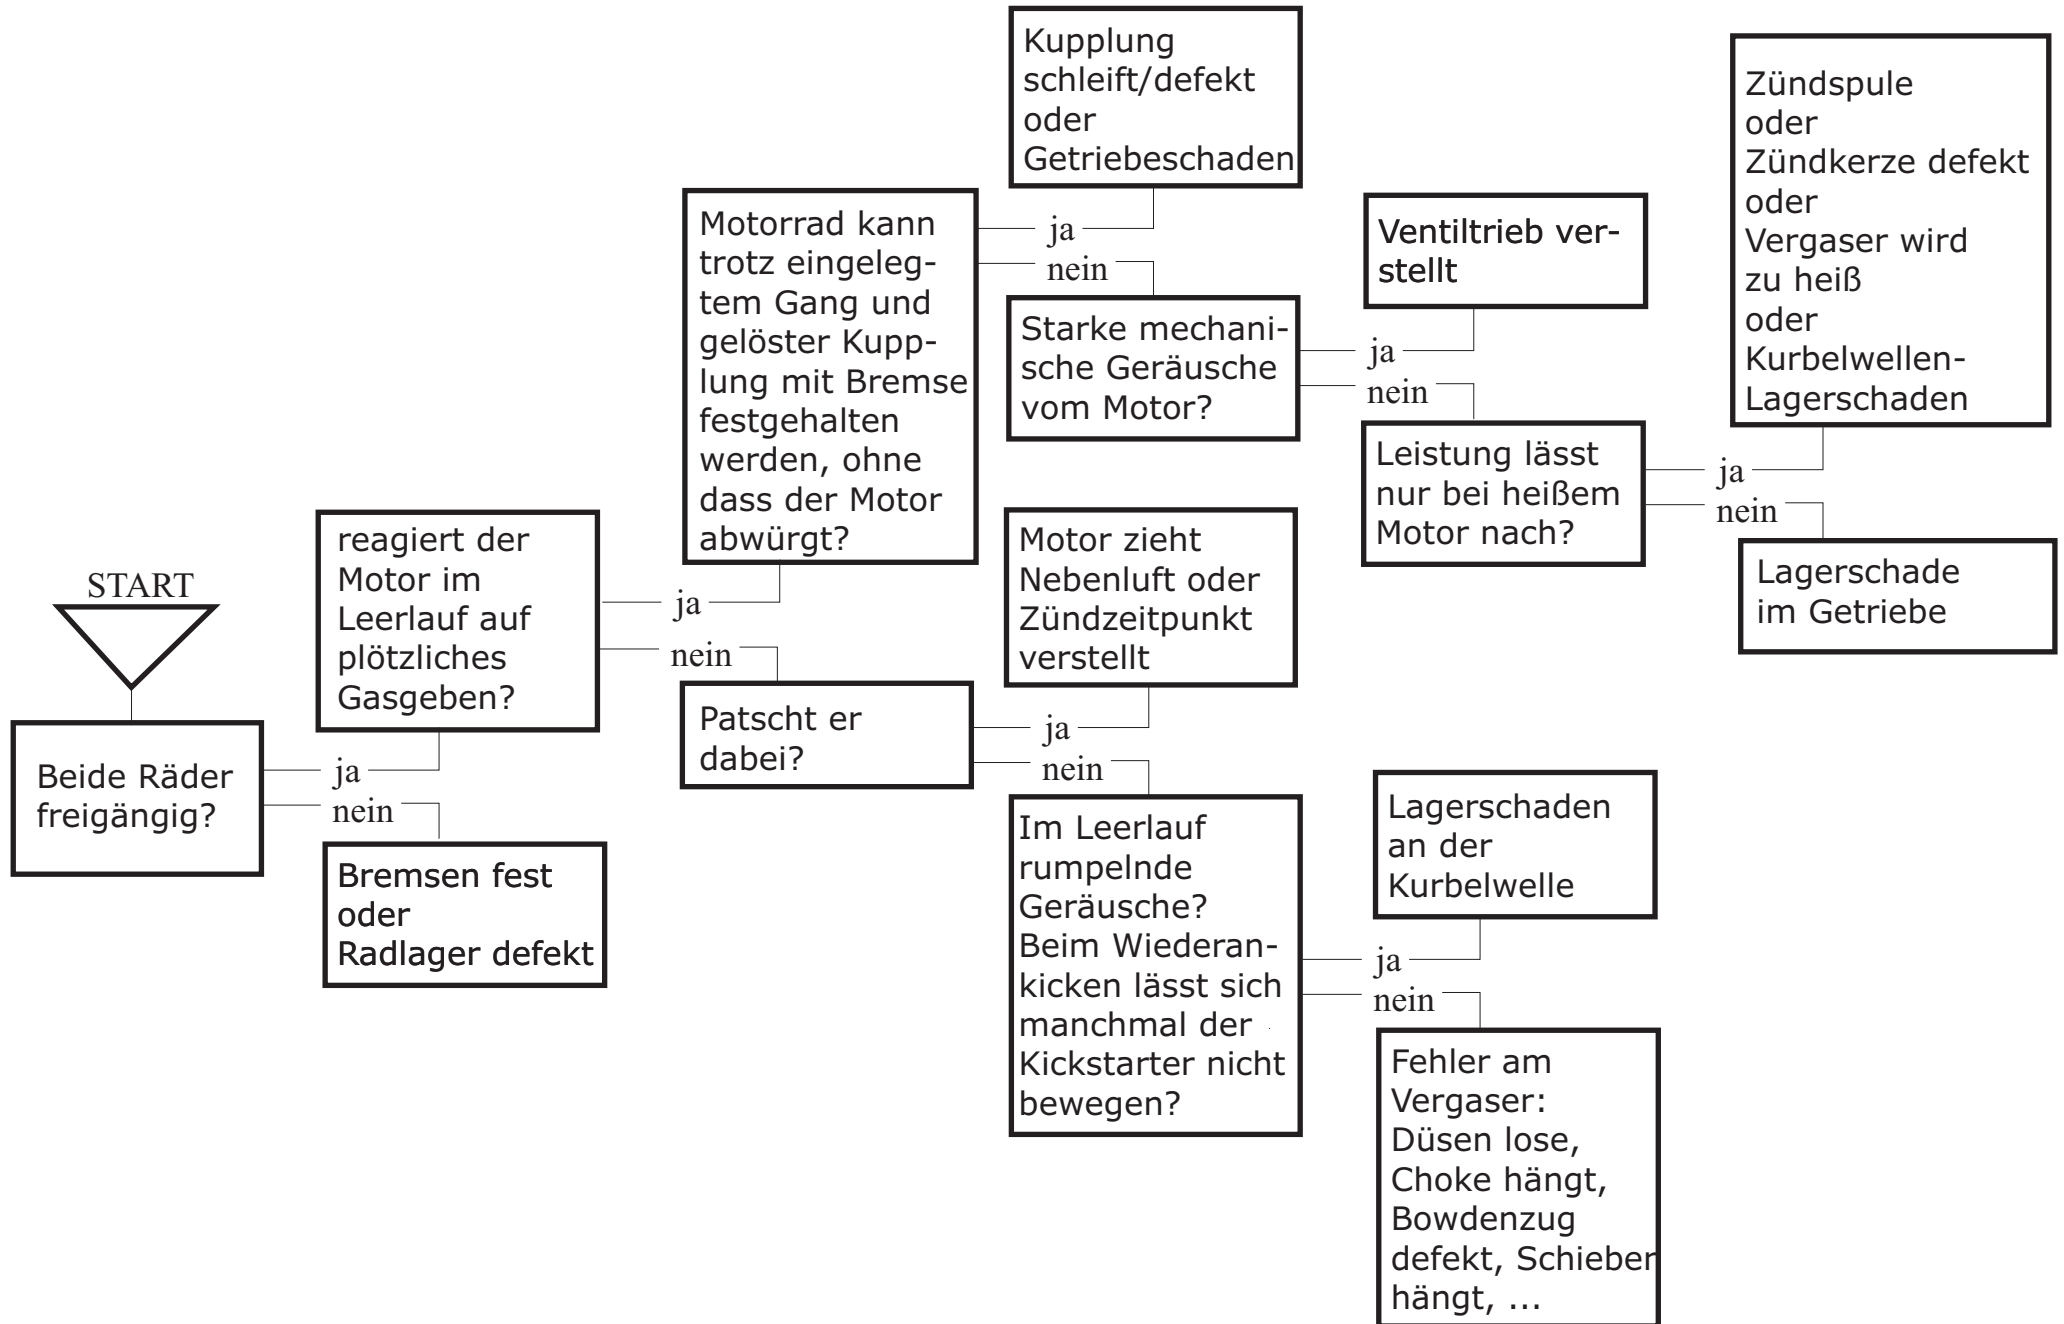 START
Beide Räder
freigängig?
ja
nein
Bremsen fest
oder
Radlager defekt
reagiert der
Motor im
Leerlauf auf
plötzliches
Gasgeben?
ja
nein
Motorrad kann
trotz eingeleg-
tem Gang und
gelöster Kupp-
lung mit Bremse
festgehalten
werden, ohne
dass der Motor
abwürgt?
ja
nein
Kupplung
schleift/defekt
oder
Getriebeschaden
Starke mechani-
sche Geräusche
vom Motor?
ja
nein
Ventiltrieb ver-
stellt
Leistung lässt
nur bei heißem
Motor nach?
ja
nein
Zündspule
oder
Zündkerze defekt
oder
Vergaser wird
zu heiß
oder
Kurbelwellen-
Lagerschaden
Lagerschade
im Getriebe
Patscht er
dabei?
ja
nein
Motor zieht
Nebenluft oder
Zündzeitpunkt
verstellt
Im Leerlauf
rumpelnde
Geräusche?
Beim Wiederan-
kicken lässt sich
manchmal der
Kickstarter nicht
bewegen?
ja
nein
Lagerschaden
an der
Kurbelwelle
Fehler am
Vergaser:
Düsen lose,
Choke hängt,
Bowdenzug
defekt, Schieber
hängt, ...